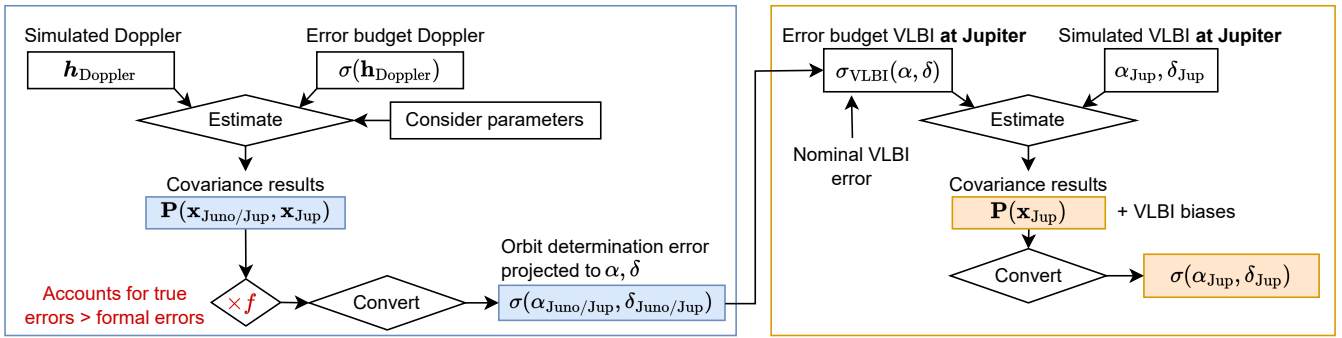 Simulated Doppler
h_Doppler
Error budget Doppler
σ(h_Doppler)
Estimate
Consider parameters
Covariance results
P(x_Juno/Jup, x_Jup)
Accounts for true
errors > formal errors
×f
Convert
Orbit determination error
projected to α, δ
σ(α_Juno/Jup, δ_Juno/Jup)
Error budget VLBI at Jupiter
σ_VLBI(α, δ)
Simulated VLBI at Jupiter
α_Jup, δ_Jup
Estimate
Nominal VLBI
error
Covariance results
P(x_Jup)
+ VLBI biases
Convert
σ(α_Jup, δ_Jup)